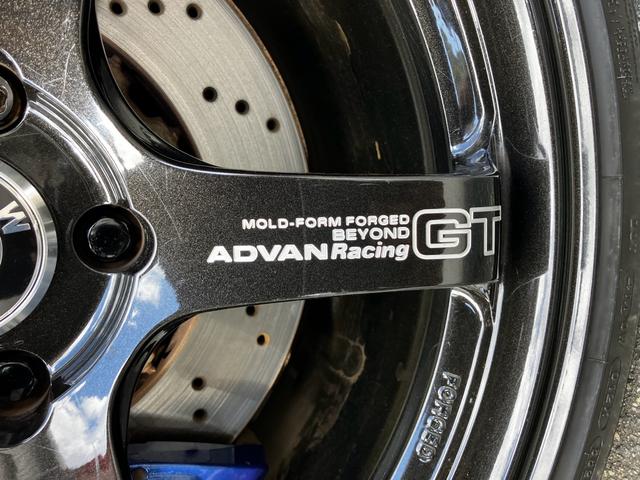 MOLD-FORM FORGED
BEYOND
ADVAN Racing GT
FORGED
W